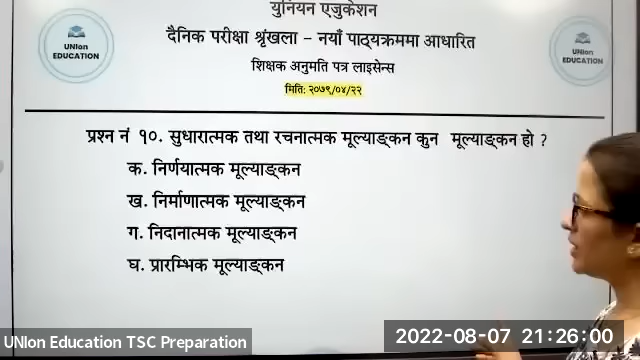 युनियन एजुकेशन
दैनिक परीक्षा श्रृंखला – नयाँ पाठ्यक्रममा आधारित
शिक्षक अनुमति पत्र लाइसेन्स
मिति: २०७९/०४/२२
UNIon
EDUCATION
UNIon
EDUCATION
प्रश्न नं १०. सुधारात्मक तथा रचनात्मक मूल्याङ्कन कुन मूल्याङ्कन हो ?
क. निर्णयात्मक मूल्याङ्कन
ख. निर्माणात्मक मूल्याङ्कन
ग. निदानात्मक मूल्याङ्कन
घ. प्रारम्भिक मूल्याङ्कन
UNIon Education TSC Preparation
2022-08-07 21:26:00